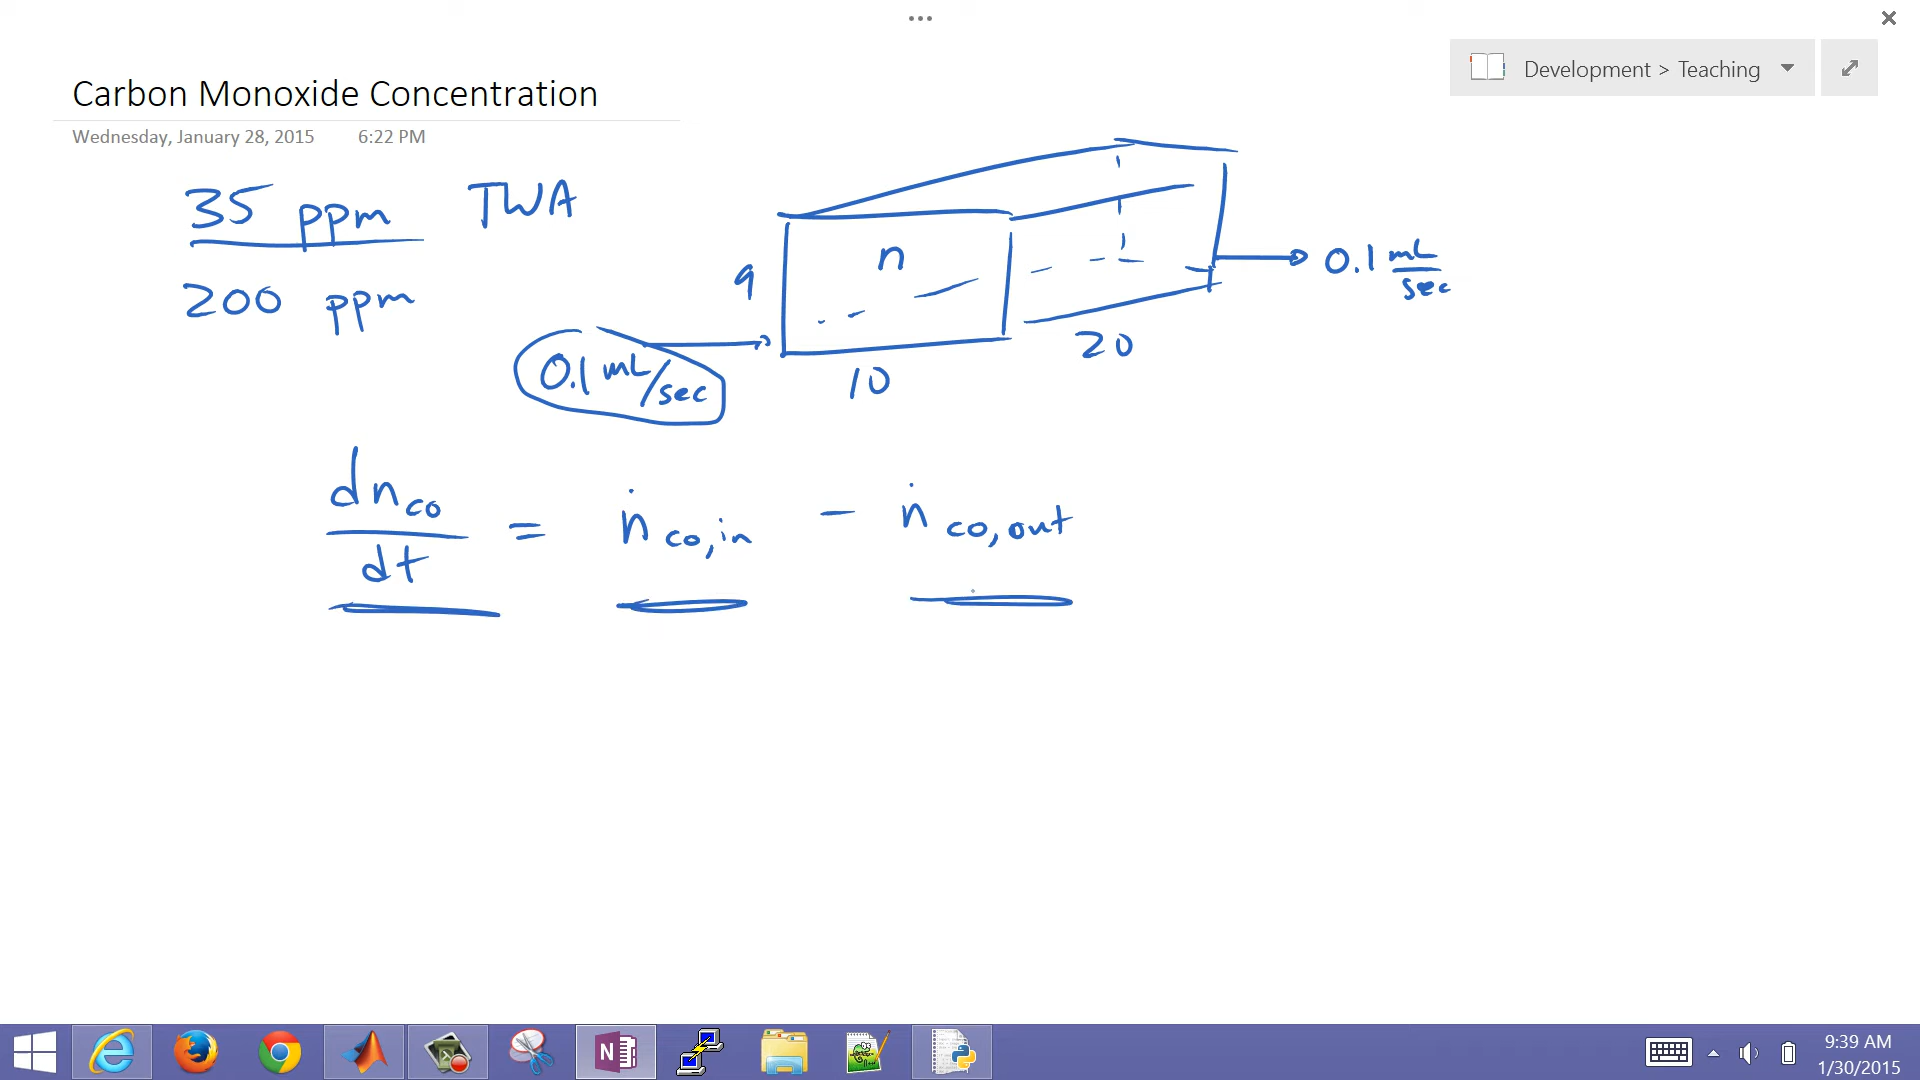 Development > Teaching
Carbon Monoxide Concentration
Wednesday, January 28, 2015 6:22 PM
35 ppm TWA
200 ppm
n
9
10
20
0.1 mL/sec
0.1 mL
sec
dn_co
dt
= ṅ_co,in - ṅ_co,out
N
9:39 AM
1/30/2015